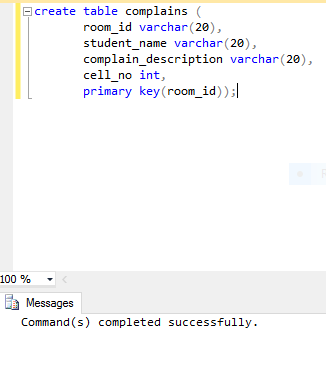 create table complains (
room_id varchar(20),
student_name varchar(20),
complain_description varchar(20),
cell_no int,
primary key(room_id));
100 %
Messages
Command(s) completed successfully.